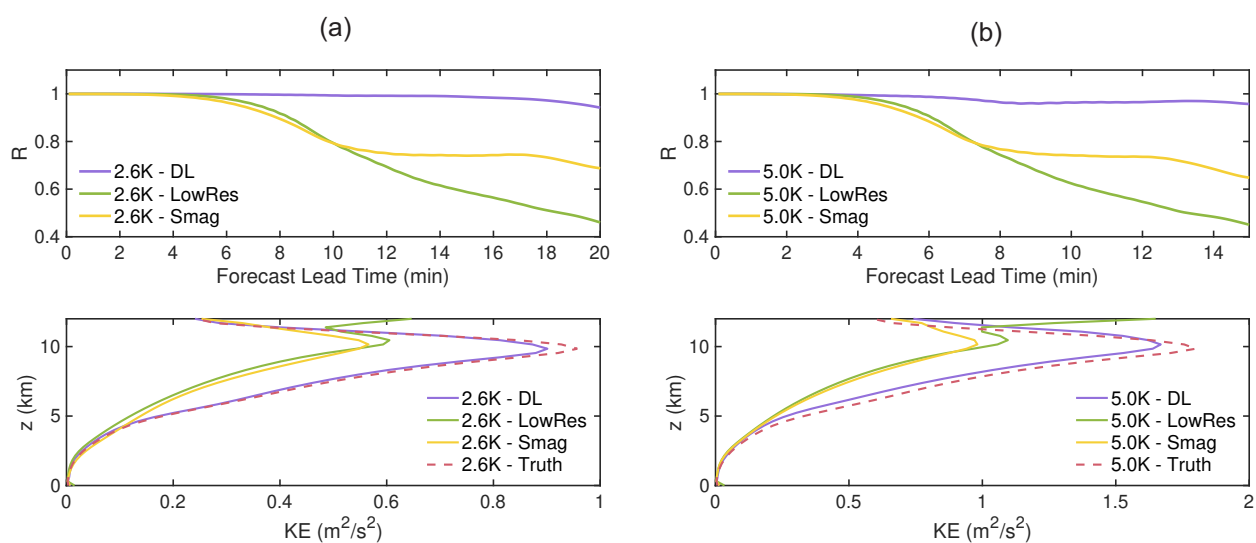 (a)
(b)
R
1
0.8
0.6
0.4
2.6K - DL
2.6K - LowRes
2.6K - Smag
0 2 4 6 8 10 12 14 16 18 20
Forecast Lead Time (min)
R
1
0.8
0.6
0.4
5.0K - DL
5.0K - LowRes
5.0K - Smag
0 2 4 6 8 10 12 14
Forecast Lead Time (min)
z (km)
10
5
0
2.6K - DL
2.6K - LowRes
2.6K - Smag
2.6K - Truth
0 0.2 0.4 0.6 0.8 1
KE (m²/s²)
z (km)
10
5
0
5.0K - DL
5.0K - LowRes
5.0K - Smag
5.0K - Truth
0 0.5 1 1.5 2
KE (m²/s²)